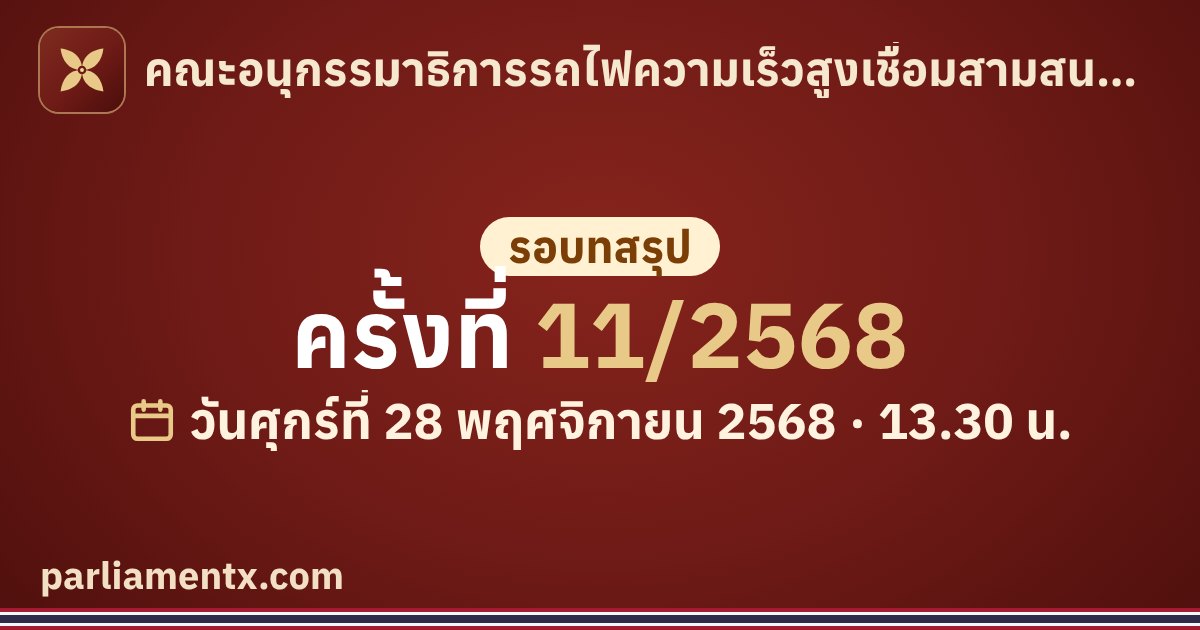 คณะอนุกรรมาธิการรถไฟความเร็วสูงเชื่อมสามสน...
รอบทสรุป
ครั้งที่ 11/2568
วันศุกร์ที่ 28 พฤศจิกายน 2568 · 13.30 น.
parliamentx.com